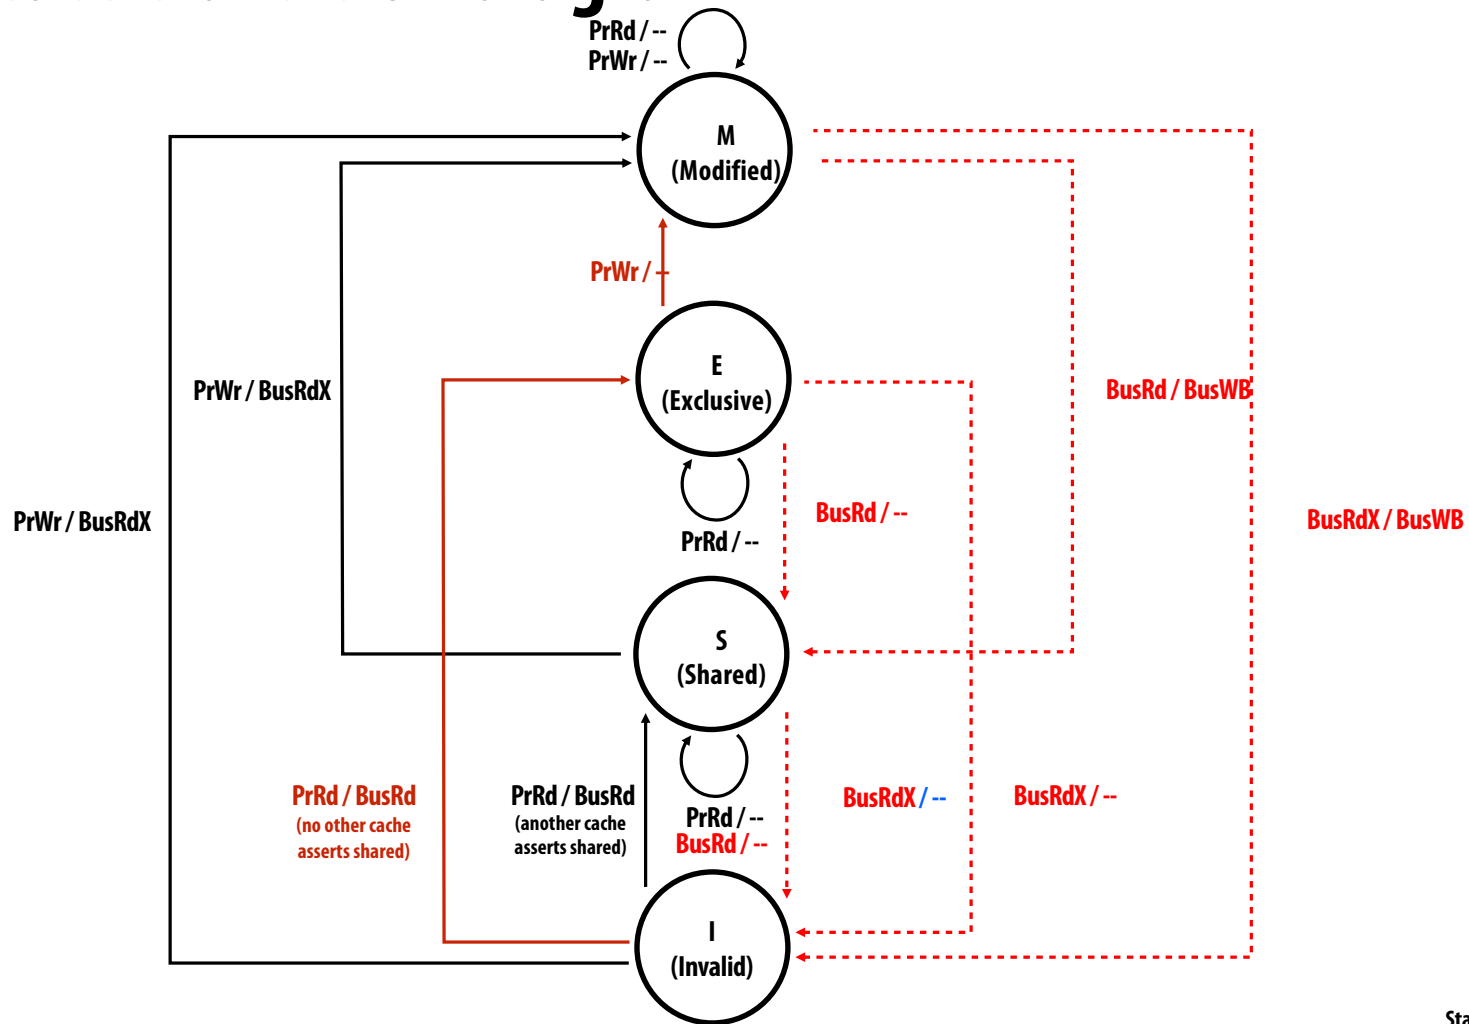 PrRd / --
PrWr / --
M
(Modified)
PrWr / --
E
(Exclusive)
PrWr / BusRdX
BusRd / BusWB
PrWr / BusRdX
BusRd / --
BusRdX / BusWB
PrRd / --
S
(Shared)
PrRd / BusRd
(no other cache
asserts shared)
PrRd / BusRd
(another cache
asserts shared)
PrRd / --
BusRd / --
BusRdX / --
BusRdX / --
I
(Invalid)
Sta